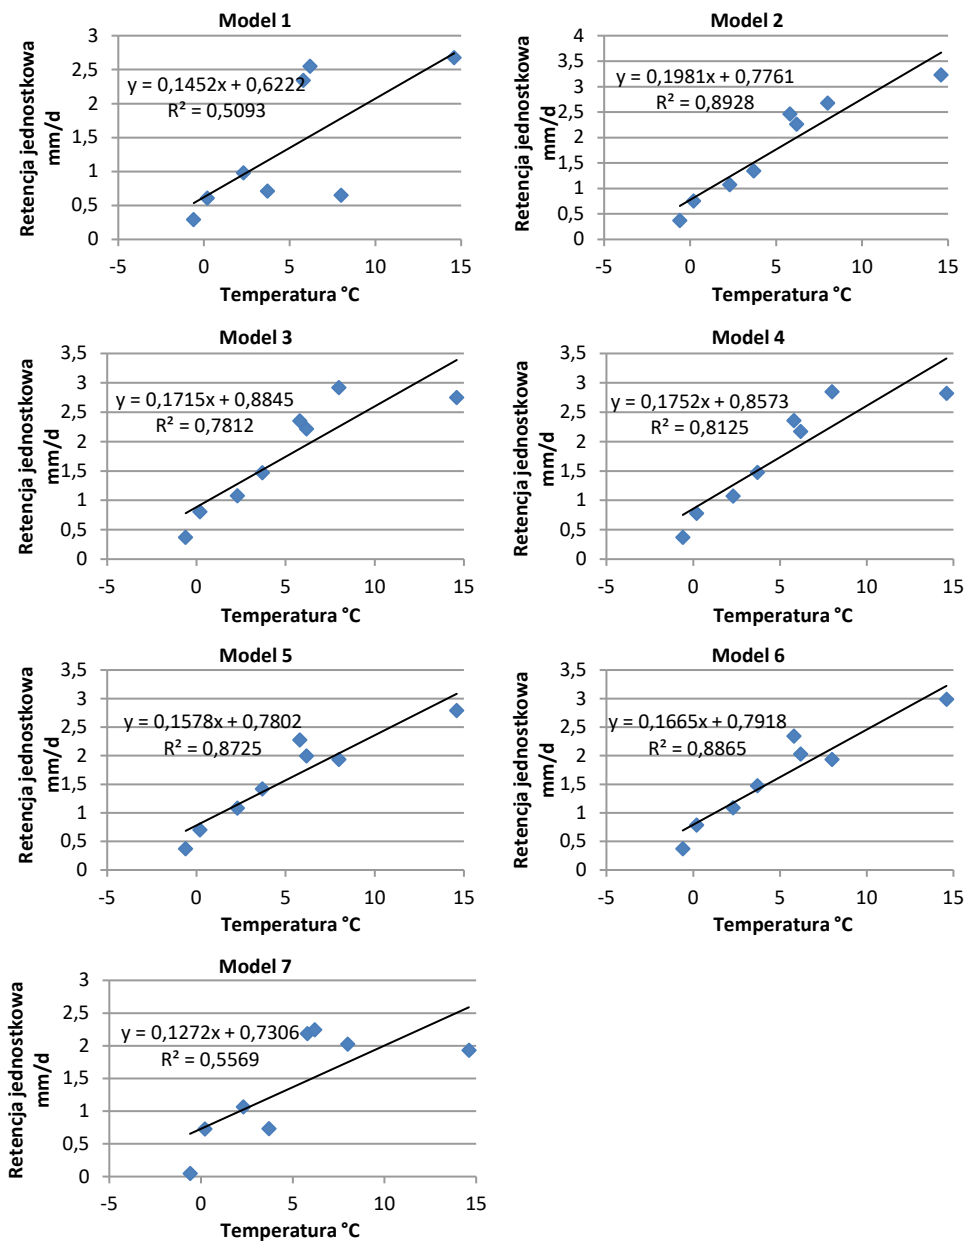 Model 1
Retencja jednostkowa
mm/d
3
2,5
2
1,5
1
0,5
0
y = 0,1452x + 0,6222
R² = 0,5093
-5 0 5 10 15
Temperatura °C
Model 2
Retencja jednostkowa
mm/d
4
3,5
3
2,5
2
1,5
1
0,5
0
y = 0,1981x + 0,7761
R² = 0,8928
-5 0 5 10 15
Temperatura °C
Model 3
Retencja jednostkowa
mm/d
3,5
3
2,5
2
1,5
1
0,5
0
y = 0,1715x + 0,8845
R² = 0,7812
-5 0 5 10 15
Temperatura °C
Model 4
Retencja jednostkowa
mm/d
3,5
3
2,5
2
1,5
1
0,5
0
y = 0,1752x + 0,8573
R² = 0,8125
-5 0 5 10 15
Temperatura °C
Model 5
Retencja jednostkowa
mm/d
3,5
3
2,5
2
1,5
1
0,5
0
y = 0,1578x + 0,7802
R² = 0,8725
-5 0 5 10 15
Temperatura °C
Model 6
Retencja jednostkowa
mm/d
3,5
3
2,5
2
1,5
1
0,5
0
y = 0,1665x + 0,7918
R² = 0,8865
-5 0 5 10 15
Temperatura °C
Model 7
Retencja jednostkowa
mm/d
3
2,5
2
1,5
1
0,5
0
y = 0,1272x + 0,7306
R² = 0,5569
-5 0 5 10 15
Temperatura °C